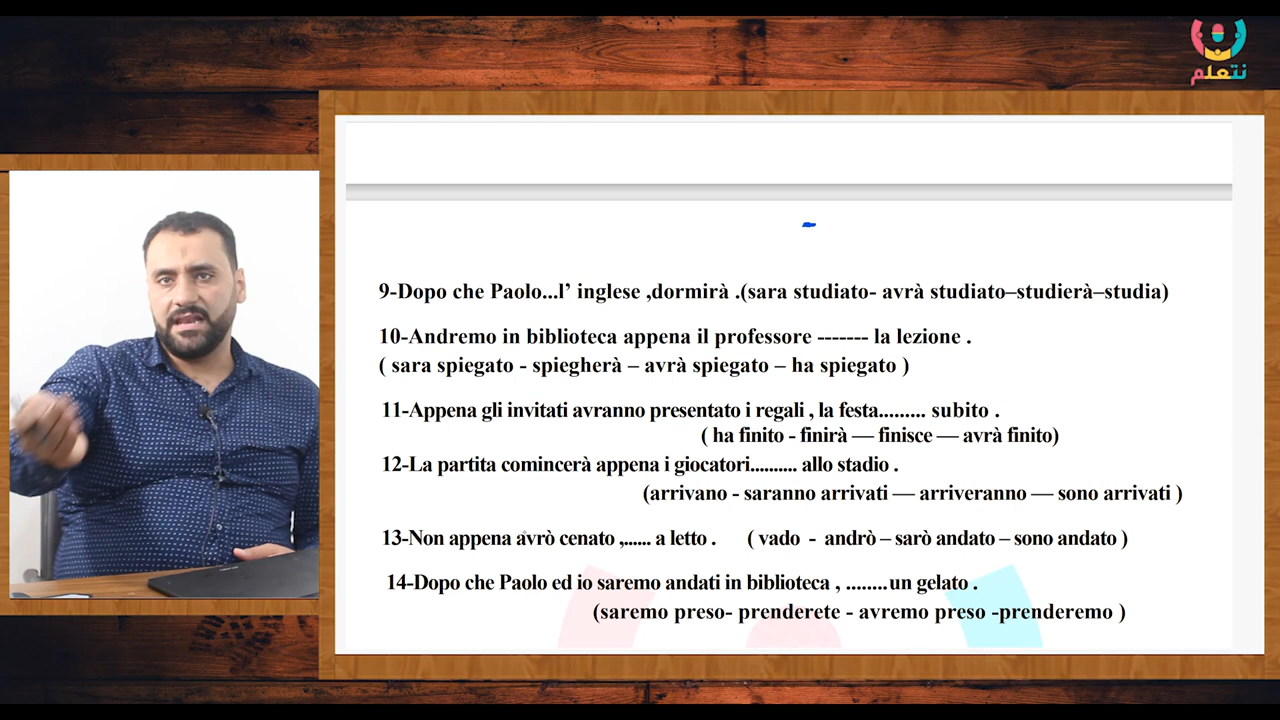 نتعلم
9-Dopo che Paolo...l’ inglese ,dormirà .(sara studiato- avrà studiato–studierà–studia)
10-Andremo in biblioteca appena il professore ------- la lezione .
( sara spiegato - spiegherà – avrà spiegato – ha spiegato )
11-Appena gli invitati avranno presentato i regali , la festa......... subito .
( ha finito - finirà — finisce — avrà finito)
12-La partita comincerà appena i giocatori.......... allo stadio .
(arrivano - saranno arrivati — arriveranno — sono arrivati )
13-Non appena avrò cenato ,...... a letto . ( vado - andrò – sarò andato – sono andato )
14-Dopo che Paolo ed io saremo andati in biblioteca , ........un gelato .
(saremo preso- prenderete - avremo preso -prenderemo )